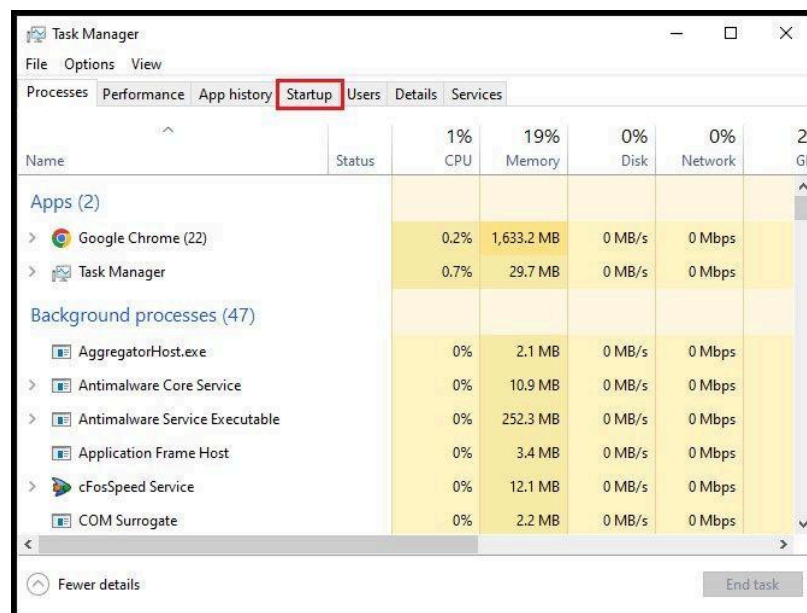 Task Manager
File Options View
Processes Performance App history Startup Users Details Services
1% 19% 0% 0% 2
Name Status CPU Memory Disk Network
Apps (2)
Google Chrome (22) 0.2% 1,633.2 MB 0 MB/s 0 Mbps
Task Manager 0.7% 29.7 MB 0 MB/s 0 Mbps
Background processes (47)
AggregatorHost.exe 0% 2.1 MB 0 MB/s 0 Mbps
Antimalware Core Service 0% 10.9 MB 0 MB/s 0 Mbps
Antimalware Service Executable 0% 252.3 MB 0 MB/s 0 Mbps
Application Frame Host 0% 3.4 MB 0 MB/s 0 Mbps
cFosSpeed Service 0% 12.1 MB 0 MB/s 0 Mbps
COM Surrogate 0% 2.2 MB 0 MB/s 0 Mbps
Fewer details End task